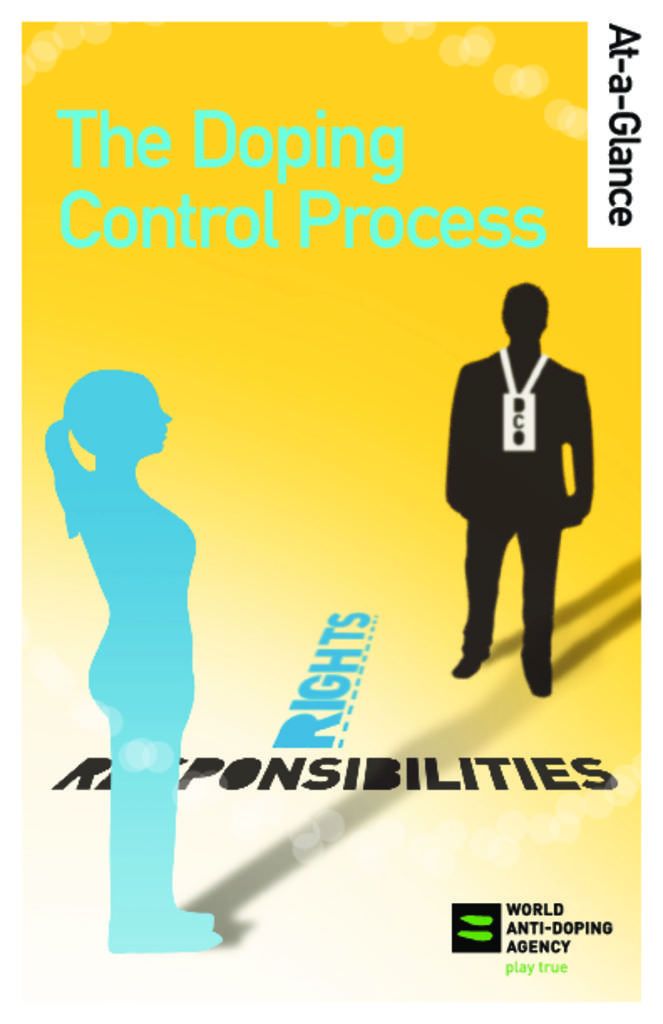 At-a-Glance
The Doping
Control Process
DCO
RIGHTS
RESPONSIBILITIES
WORLD
ANTI-DOPING
AGENCY
play true